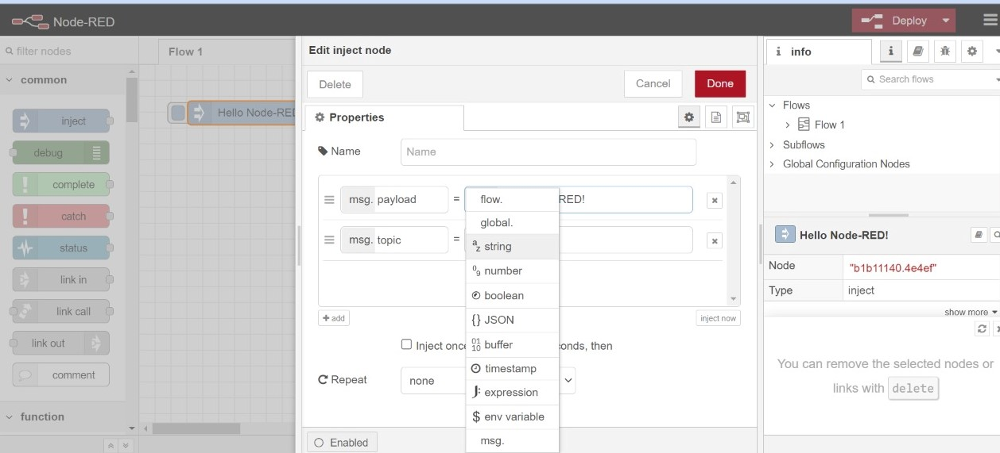 Node-RED
Deploy
filter nodes
common
inject
debug
complete
catch
status
link in
link call
link out
comment
function
Flow 1
Hello Node-RED
Edit inject node
Delete
Cancel
Done
Properties
Name
Name
msg. payload
=
RED!
msg. topic
=
flow.
global.
string
number
boolean
JSON
buffer
timestamp
expression
env variable
msg.
add
inject now
Inject once
conds, then
Repeat
none
Enabled
info
Search flows
Flows
Flow 1
Subflows
Global Configuration Nodes
Hello Node-RED!
Node
"b1b11140.4e4ef"
Type
inject
show more
You can remove the selected nodes or
links with delete